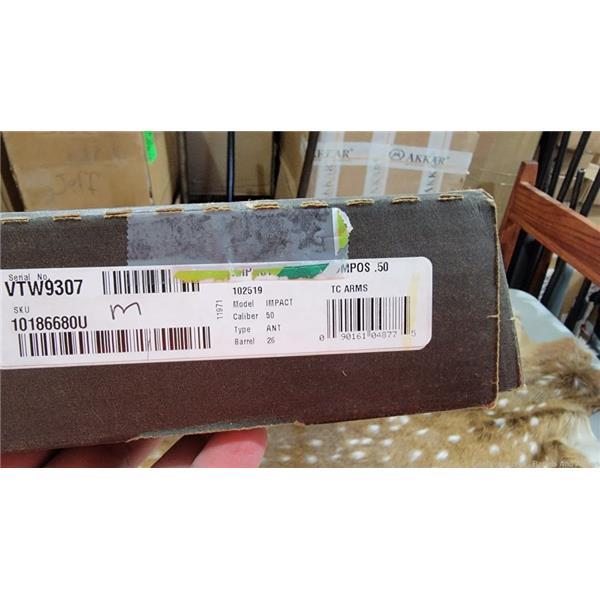 AKKAR
AKKAR
Serial No.
VTW9307
OMPOS .50
SKU
10186680U
m
11971
102519
Model IMPACT
Caliber 50
Type ANT
Barrel 26
TC ARMS
0 90161 04877 5